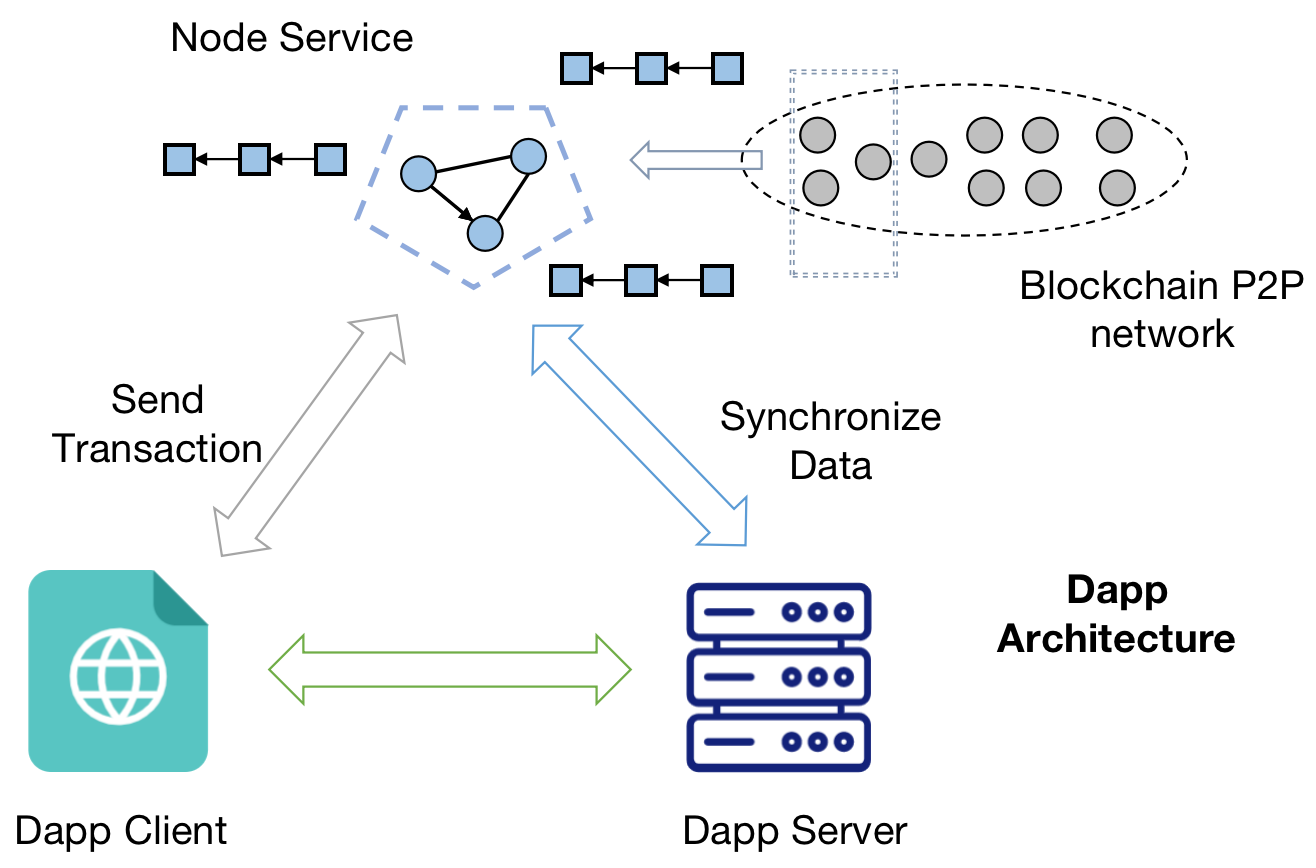 Node Service
Blockchain P2P
network
Send
Transaction
Synchronize
Data
Dapp
Architecture
Dapp Client
Dapp Server